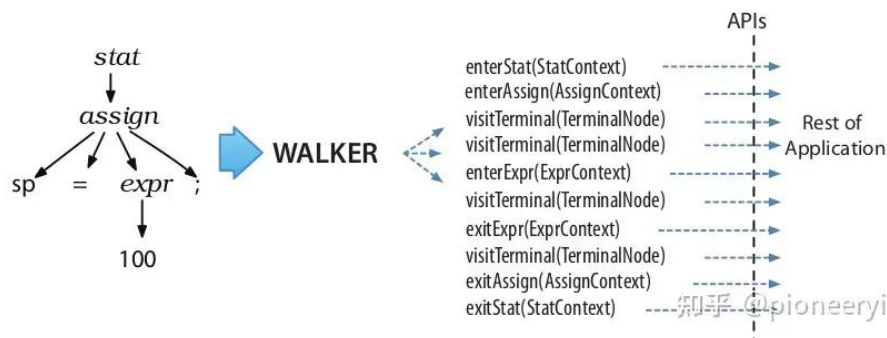 stat
assign
sp = expr ;
100
WALKER
APIs
enterStat(StatContext)
enterAssign(AssignContext)
visitTerminal(TerminalNode)
visitTerminal(TerminalNode)
enterExpr(ExprContext)
visitTerminal(TerminalNode)
exitExpr(ExprContext)
visitTerminal(TerminalNode)
exitAssign(AssignContext)
exitStat(StatContext)
Rest of
Application
知乎 @pioneeryi